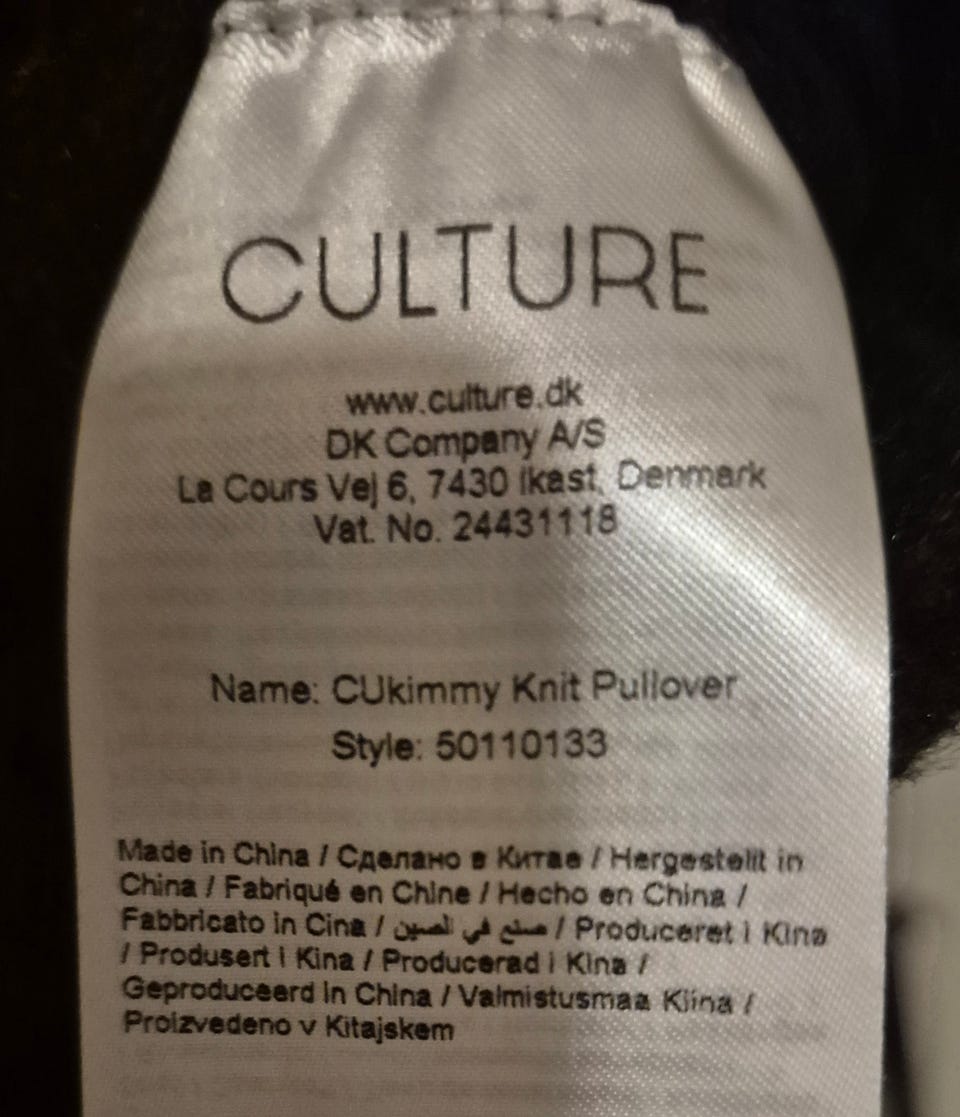 CULTURE
www.culture.dk
DK Company A/S
La Cours Vej 6, 7430 Ikast, Denmark
Vat. No. 24431118
Name: CUkimmy Knit Pullover
Style: 50110133
Made in China / Сделано в Китае / Hergestellt in
China / Fabriqué en Chine / Hecho en China /
Fabbricato in Cina / صنع في الصين / Produceret i Kina
/ Produsert i Kina / Producerad i Kina /
Geproduceerd in China / Valmistusmaa Kiina /
Proizvedeno v Kitajskem